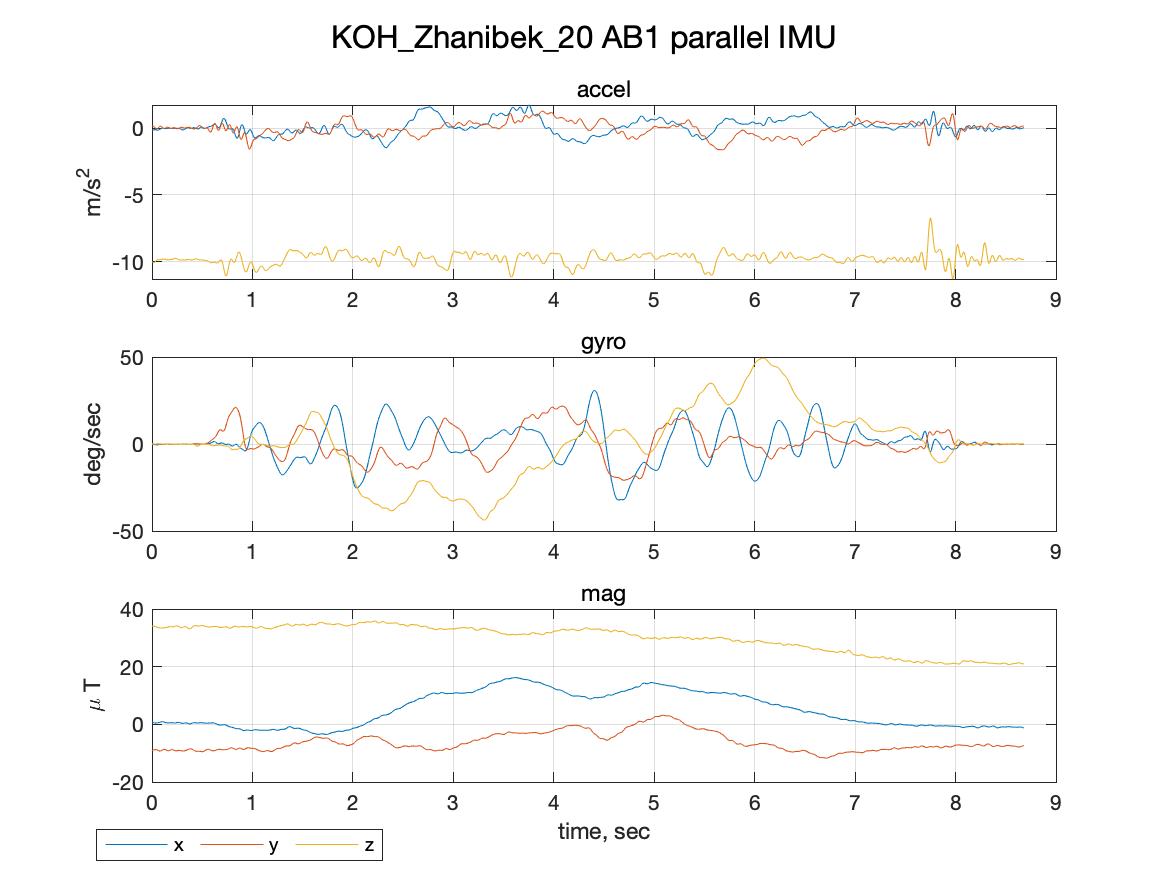 KOH_Zhanibek_20 AB1 parallel IMU
accel
m/s²
0
-5
-10
0 1 2 3 4 5 6 7 8 9
gyro
deg/sec
50
0
-50
0 1 2 3 4 5 6 7 8 9
mag
μ T
40
20
0
-20
0 1 2 3 4 5 6 7 8 9
time, sec
x y z